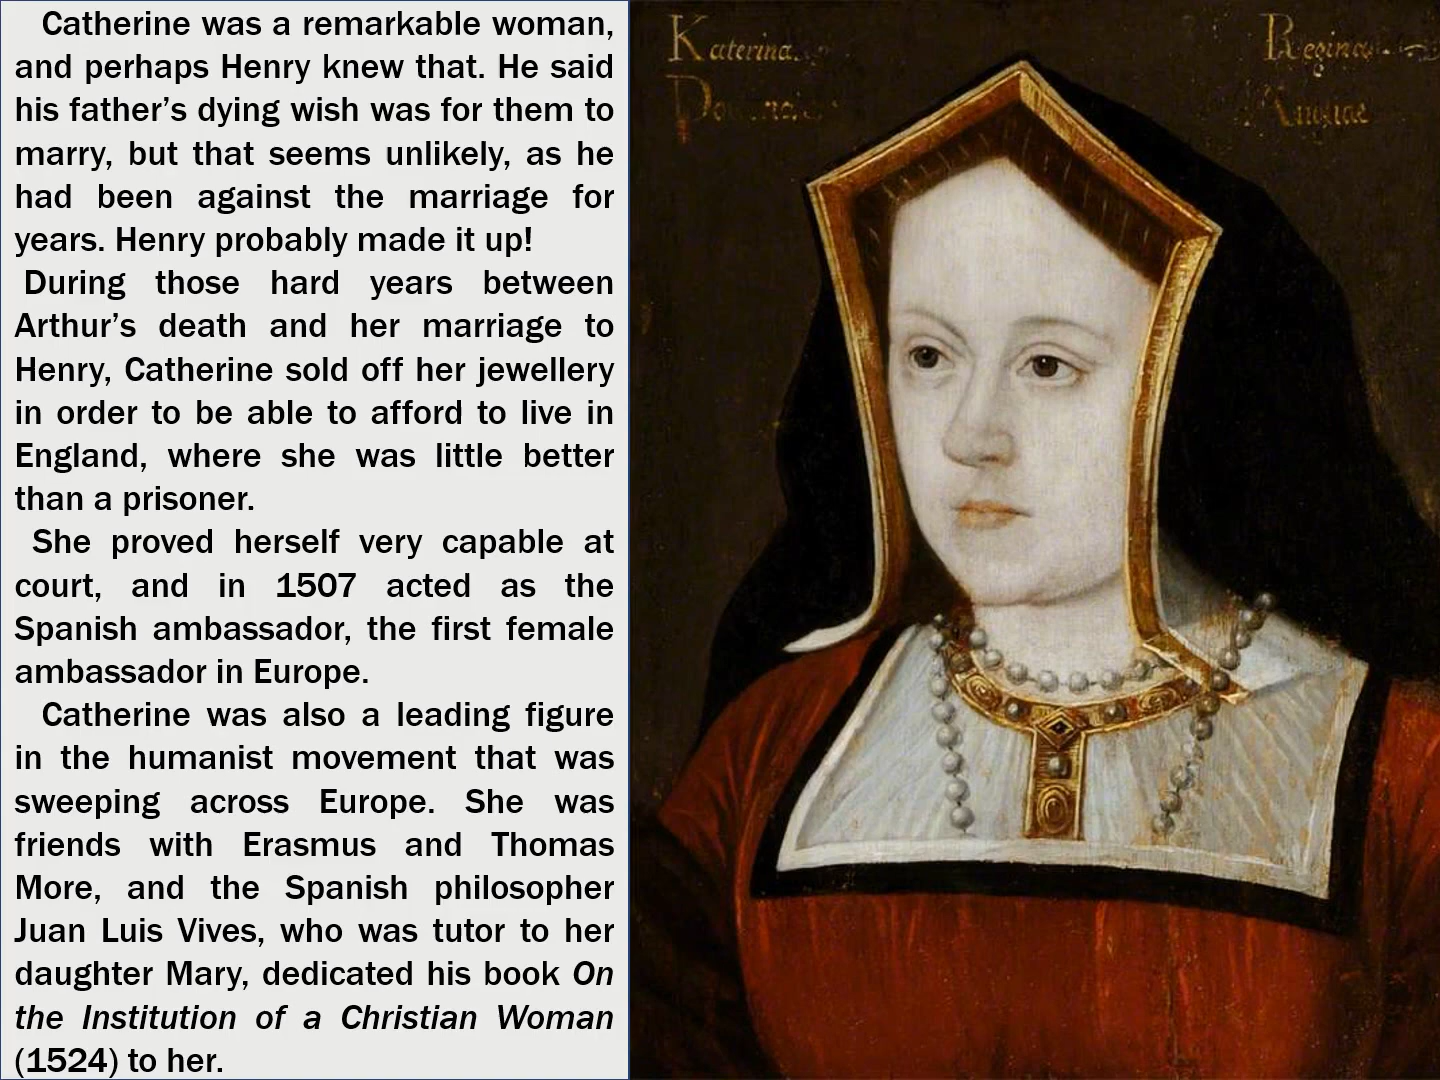 Catherine was a remarkable woman,
and perhaps Henry knew that. He said
his father’s dying wish was for them to
marry, but that seems unlikely, as he
had been against the marriage for
years. Henry probably made it up!
During those hard years between
Arthur’s death and her marriage to
Henry, Catherine sold off her jewellery
in order to be able to afford to live in
England, where she was little better
than a prisoner.
She proved herself very capable at
court, and in 1507 acted as the
Spanish ambassador, the first female
ambassador in Europe.
Catherine was also a leading figure
in the humanist movement that was
sweeping across Europe. She was
friends with Erasmus and Thomas
More, and the Spanish philosopher
Juan Luis Vives, who was tutor to her
daughter Mary, dedicated his book On
the Institution of a Christian Woman
(1524) to her.
Katerina Regina
Angliae